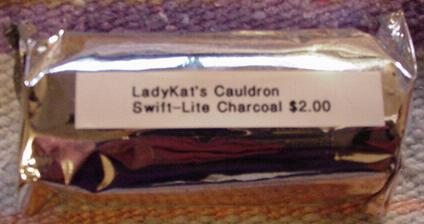 LadyKat's Cauldron
Swift-Lite Charcoal $2.00